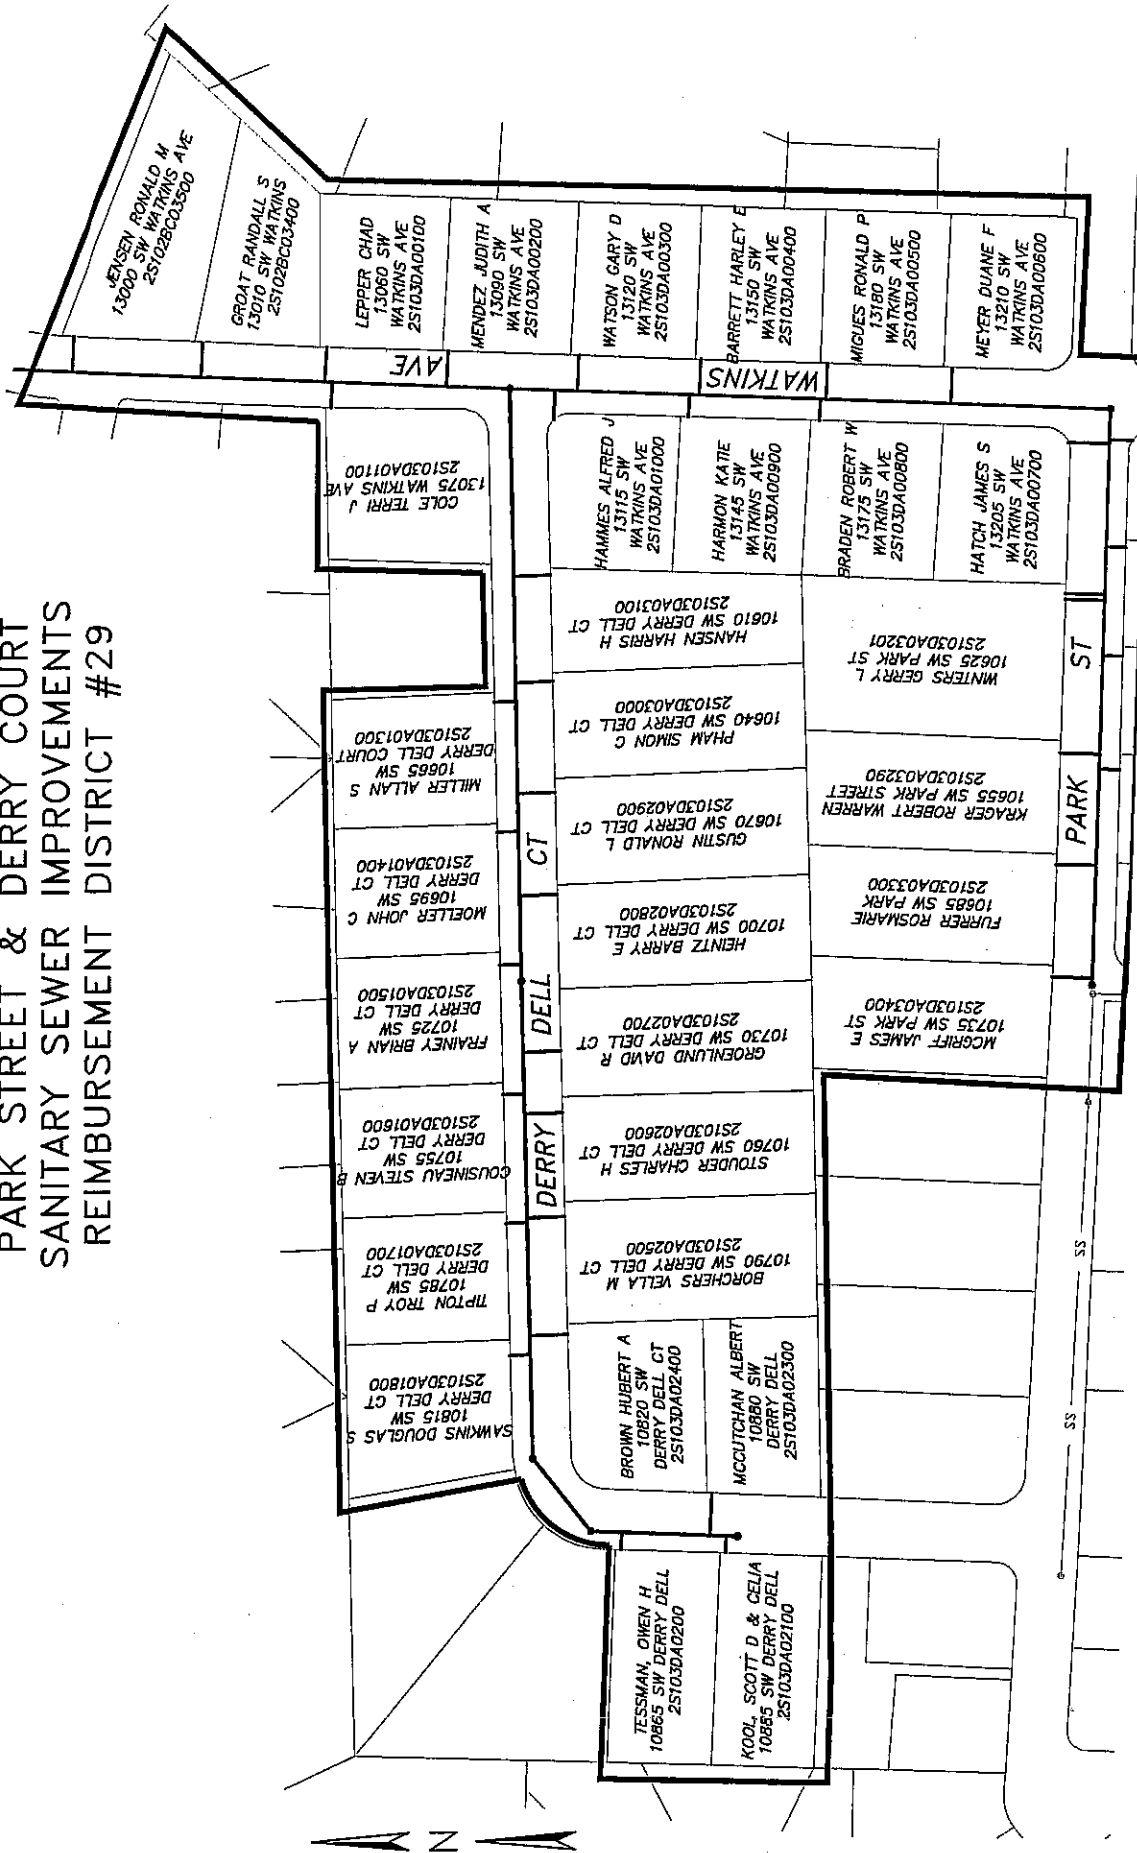 PARK STREET & DERRY COURT
SANITARY SEWER IMPROVEMENTS
REIMBURSEMENT DISTRICT #29
JENSEN RONALD M
13000 SW WATKINS AVE
2S102BC03500
GROAT RANDALL S
13010 SW WATKINS
2S102BC03400
LEPPER CHAD
13060 SW
WATKINS AVE
2S103DA00100
MENDEZ JUDITH A
13090 SW
WATKINS AVE
2S103DA00200
WATSON GARY D
13120 SW
WATKINS AVE
2S103DA00300
BARRETT HARLEY E
13150 SW
WATKINS AVE
2S103DA00400
MIGUES RONALD P
13180 SW
WATKINS AVE
2S103DA00500
MEYER DUANE F
13210 SW
WATKINS AVE
2S103DA00600
WATKINS
AVE
COLE TERRI J
13075 WATKINS AVE
2S103DA01100
HAMMES ALFRED J
13115 SW
WATKINS AVE
2S103DA01000
HARMON KATIE
13145 SW
WATKINS AVE
2S103DA00900
BRADEN ROBERT W
13175 SW
WATKINS AVE
2S103DA00800
HATCH JAMES S
13205 SW
WATKINS AVE
2S103DA00700
MILLER ALLAN S
10665 SW
DERRY DELL COURT
2S103DA01300
MOELLER JOHN C
10695 SW
DERRY DELL CT
2S103DA01400
FRAINEY BRIAN A
10725 SW
DERRY DELL CT
2S103DA01500
COUSINEAU STEVEN B
10755 SW
DERRY DELL CT
2S103DA01600
TIPTON TROY P
10785 SW
DERRY DELL CT
2S103DA01700
SAWKINS DOUGLAS S
10815 SW
DERRY DELL CT
2S103DA01800
DERRY DELL CT
HANSEN HARRIS H
10610 SW DERRY DELL CT
2S103DA03100
PHAM SIMON C
10640 SW DERRY DELL CT
2S103DA03000
GUSTIN RONALD L
10670 SW DERRY DELL CT
2S103DA02900
HEINTZ BARRY E
10700 SW DERRY DELL CT
2S103DA02800
GROENLUND DAVID R
10730 SW DERRY DELL CT
2S103DA02700
STOUDER CHARLES H
10760 SW DERRY DELL CT
2S103DA02600
BORCHERS VELLA M
10790 SW DERRY DELL CT
2S103DA02500
BROWN HUBERT A
10820 SW
DERRY DELL CT
2S103DA02400
MCCUTCHAN ALBERT
10880 SW
DERRY DELL
2S103DA02300
WINTERS GERRY L
10625 SW PARK ST
2S103DA03201
KRAGER ROBERT WARREN
10655 SW PARK STREET
2S103DA03290
FURRER ROSMARIE
10685 SW PARK
2S103DA03300
MCGRIFF JAMES E
10735 SW PARK ST
2S103DA03400
PARK ST
TESSMAN, OWEN H
10865 SW DERRY DELL
2S103DA0200
KOOL, SCOTT D & CELIA
10885 SW DERRY DELL
2S103DA02100
SS
SS
N